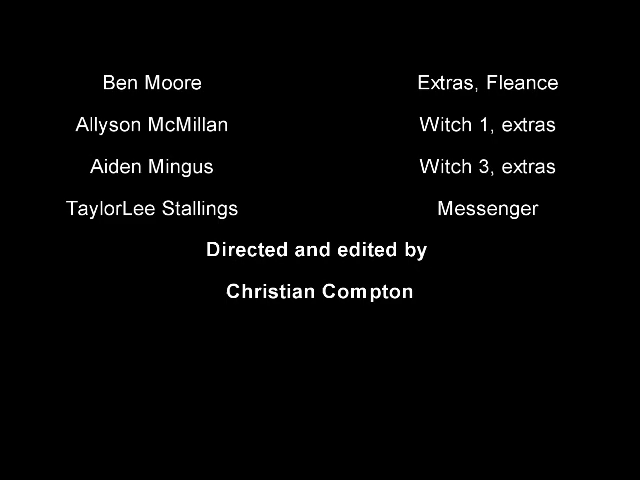 Ben Moore Extras, Fleance
Allyson McMillan Witch 1, extras
Aiden Mingus Witch 3, extras
TaylorLee Stallings Messenger
Directed and edited by
Christian Compton